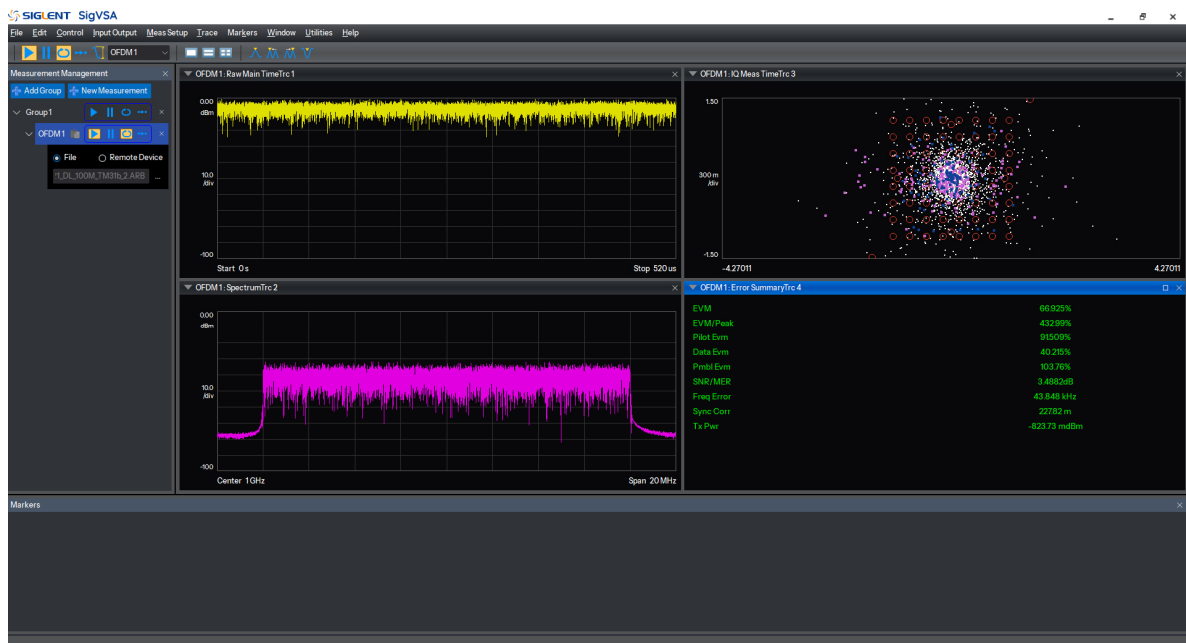 SIGLENT SigVSA
File Edit Control Input Output Meas Setup Trace Markers Window Utilities Help
OFDM1
Measurement Management
Add Group New Measurement
Group1
OFDM1
File Remote Device
*1_DL_100M_TM31b_2.ARB ...
OFDM1: Raw Main TimeTrc 1
0.00
dBm
10.0
/div
-100
Start 0 s Stop 520 us
OFDM1: IQ Meas TimeTrc 3
1.50
300 m
/div
-1.50
-4.27011 4.27011
OFDM1: SpectrumTrc 2
0.00
dBm
10.0
/div
-100
Center 1 GHz Span 20 MHz
OFDM1: Error SummaryTrc 4
EVM 66.925%
EVM/Peak 432.99%
Pilot Evm 91.509%
Data Evm 40.215%
Pmbl Evm 103.76%
SNR/MER 3.4882dB
Freq Error 43.848 kHz
Sync Corr 227.82 m
Tx Pwr -823.73 mdBm
Markers